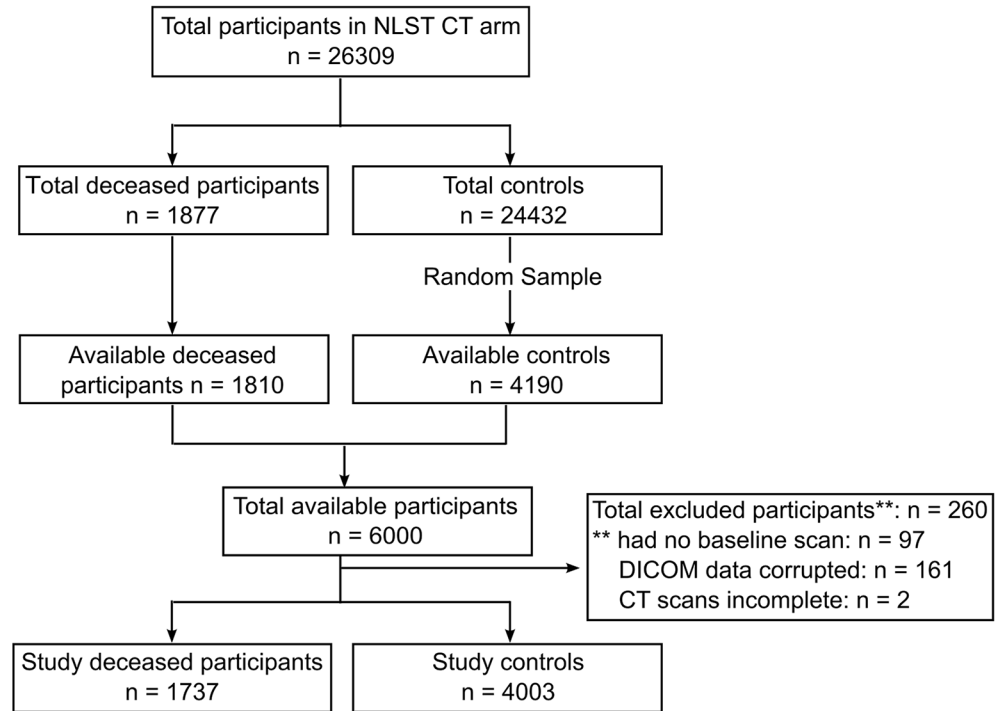 Total participants in NLST CT arm
n = 26309
Total deceased participants
n = 1877
Total controls
n = 24432
Random Sample
Available deceased
participants n = 1810
Available controls
n = 4190
Total available participants
n = 6000
Total excluded participants**: n = 260
** had no baseline scan: n = 97
DICOM data corrupted: n = 161
CT scans incomplete: n = 2
Study deceased participants
n = 1737
Study controls
n = 4003